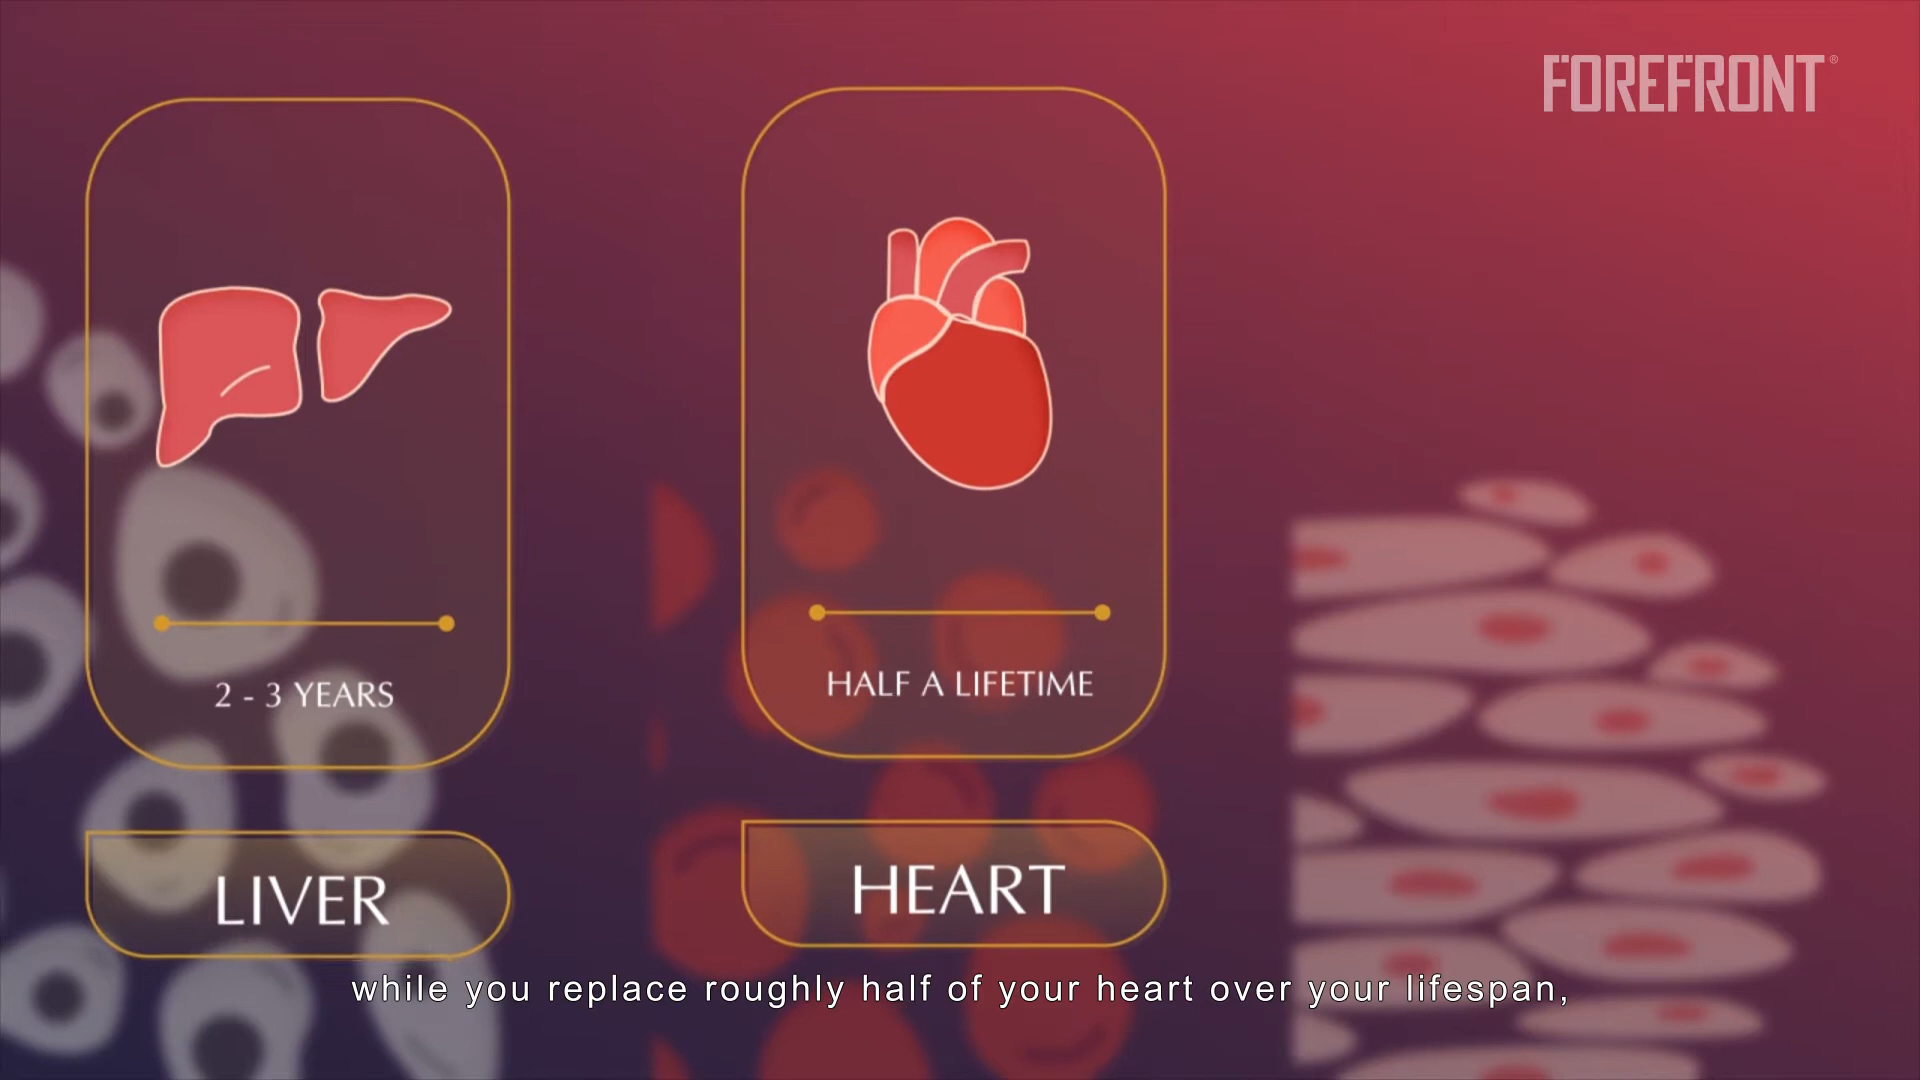 FOREFRONT®
2 - 3 YEARS
HALF A LIFETIME
LIVER
HEART
while you replace roughly half of your heart over your lifespan,